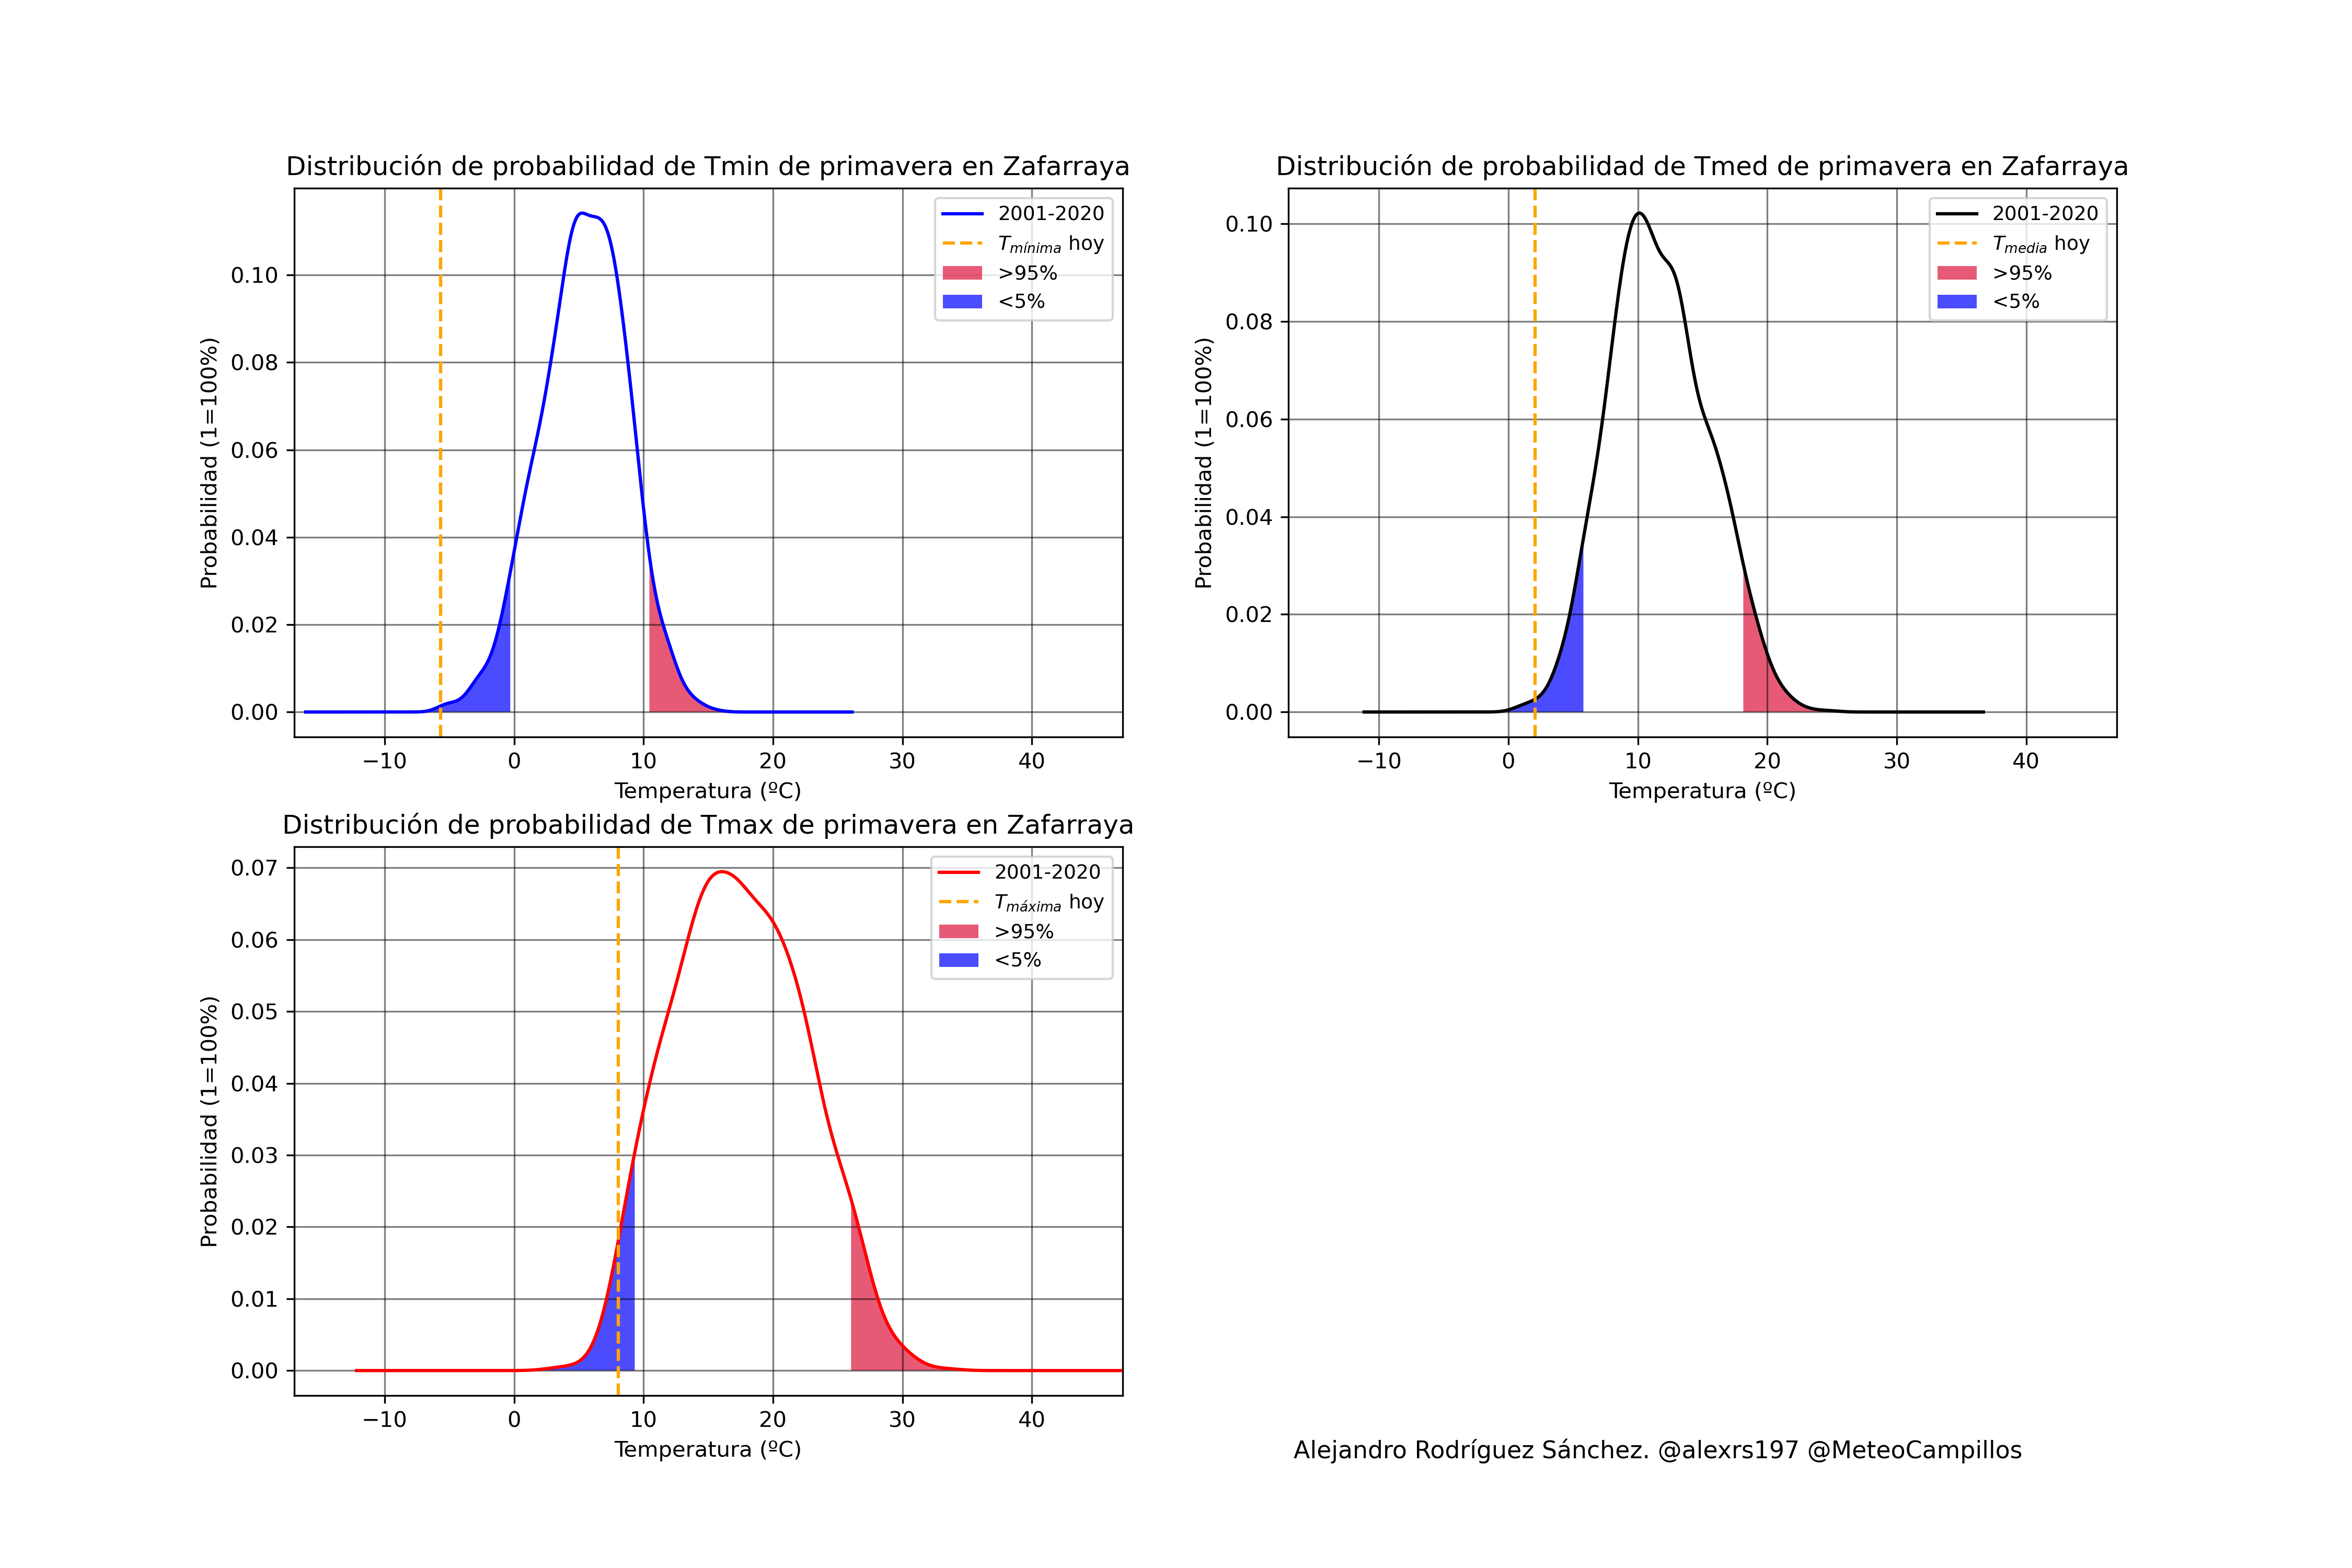 Distribución de probabilidad de Tmin de primavera en Zafarraya
2001-2020
Tmínima hoy
>95%
<5%
Probabilidad (1=100%)
0.10
0.08
0.06
0.04
0.02
0.00
−10 0 10 20 30 40
Temperatura (ºC)
Distribución de probabilidad de Tmed de primavera en Zafarraya
2001-2020
Tmedia hoy
>95%
<5%
Probabilidad (1=100%)
0.10
0.08
0.06
0.04
0.02
0.00
−10 0 10 20 30 40
Temperatura (ºC)
Distribución de probabilidad de Tmax de primavera en Zafarraya
2001-2020
Tmáxima hoy
>95%
<5%
Probabilidad (1=100%)
0.07
0.06
0.05
0.04
0.03
0.02
0.01
0.00
−10 0 10 20 30 40
Temperatura (ºC)
Alejandro Rodríguez Sánchez. @alexrs197 @MeteoCampillos